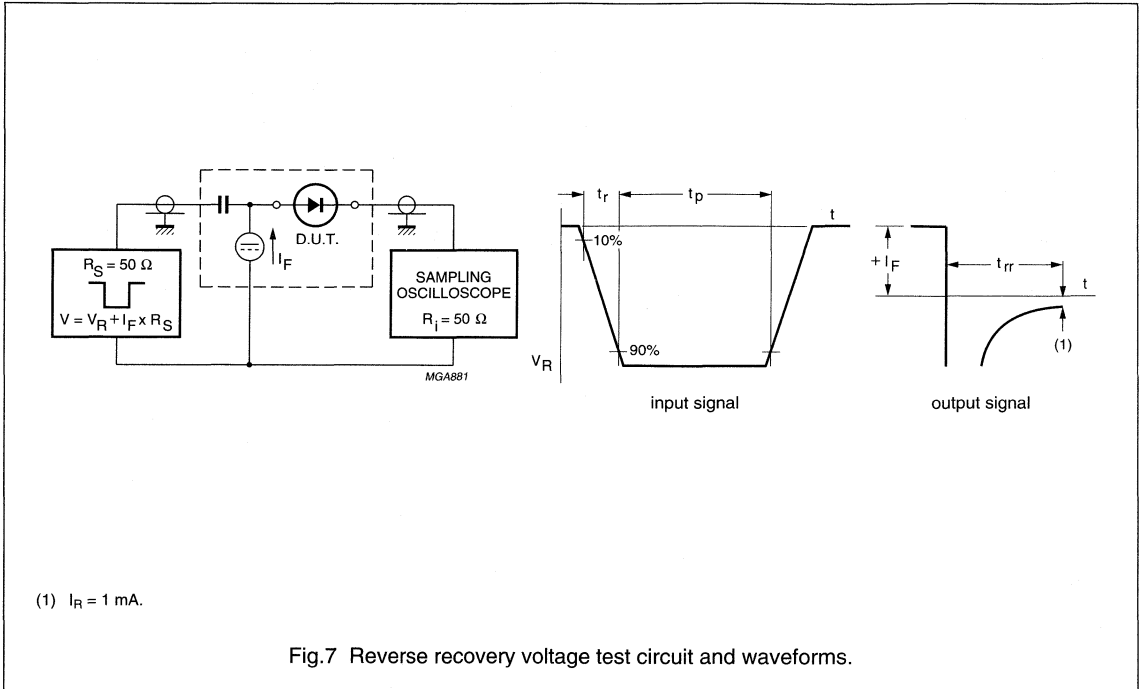 R_S = 50 Ω
V = V_R + I_F x R_S
I_F
D.U.T.
SAMPLING
OSCILLOSCOPE
R_i = 50 Ω
MGA881
t_r
t_p
t
10%
90%
V_R
input signal
+ I_F
t_rr
t
(1)
output signal
(1) I_R = 1 mA.
Fig.7 Reverse recovery voltage test circuit and waveforms.